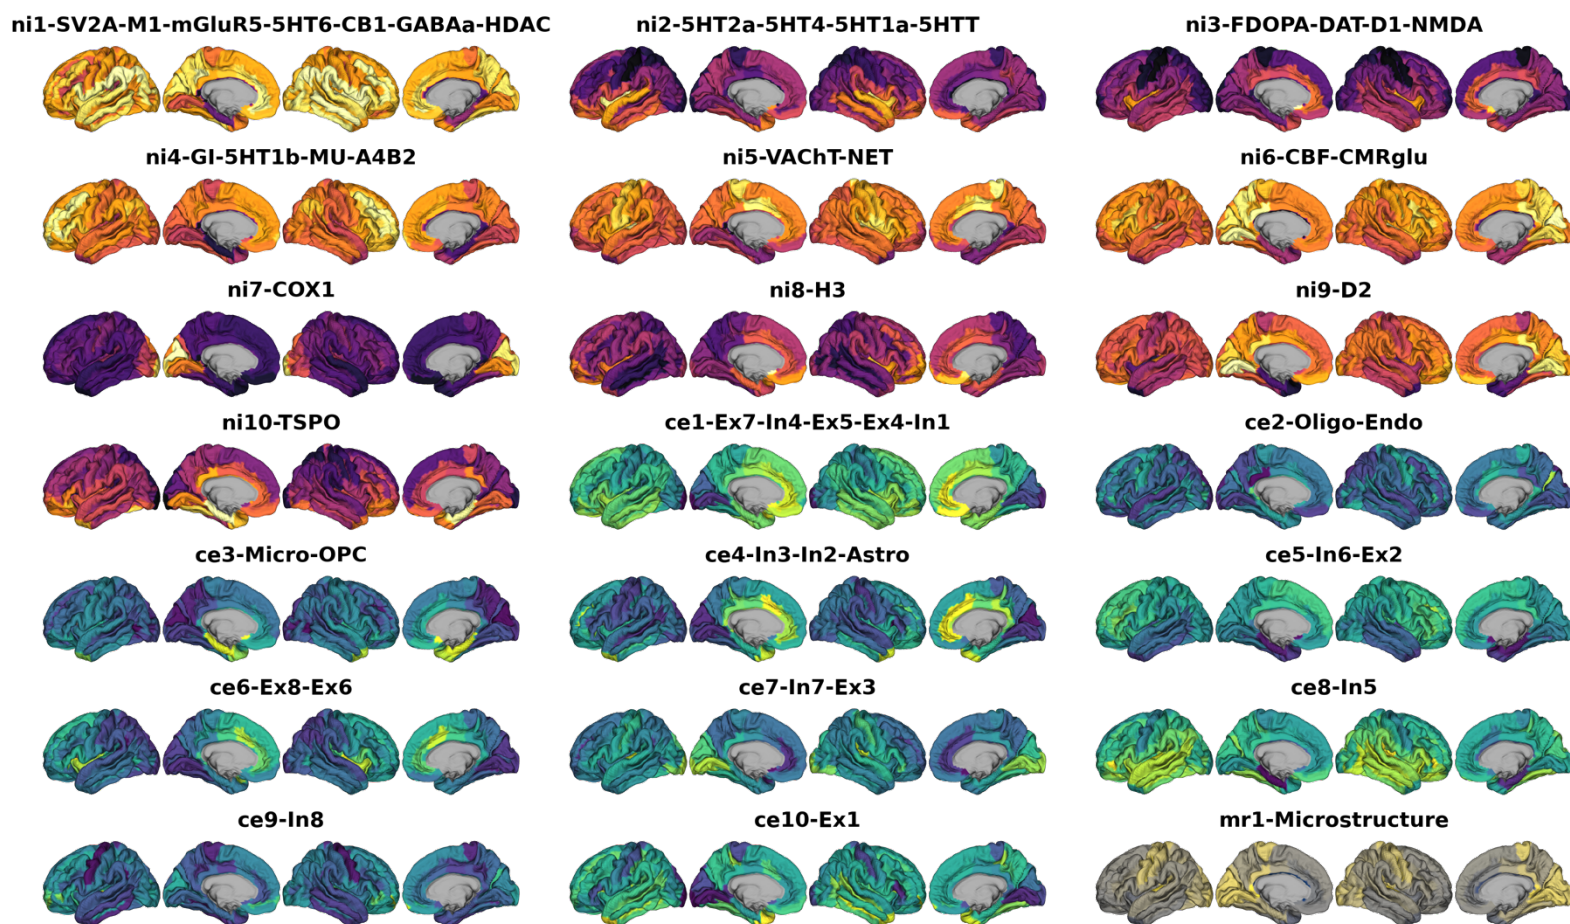 ni1-SV2A-M1-mGluR5-5HT6-CB1-GABAa-HDAC
ni2-5HT2a-5HT4-5HT1a-5HTT
ni3-FDOPA-DAT-D1-NMDA
ni4-GI-5HT1b-MU-A4B2
ni5-VAChT-NET
ni6-CBF-CMRglu
ni7-COX1
ni8-H3
ni9-D2
ni10-TSPO
ce1-Ex7-In4-Ex5-Ex4-In1
ce2-Oligo-Endo
ce3-Micro-OPC
ce4-In3-In2-Astro
ce5-In6-Ex2
ce6-Ex8-Ex6
ce7-In7-Ex3
ce8-In5
ce9-In8
ce10-Ex1
mr1-Microstructure